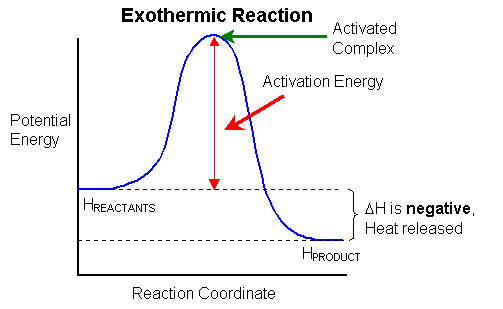 Exothermic Reaction
Activated
Complex
Activation Energy
Potential
Energy
HREACTANTS
ΔH is negative,
Heat released
HPRODUCT
Reaction Coordinate